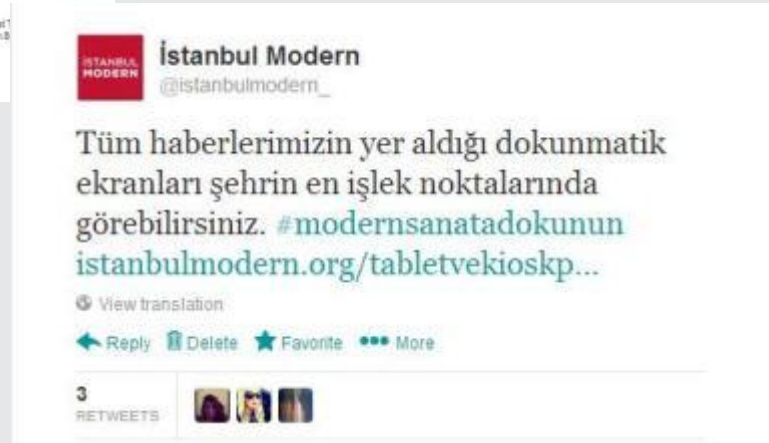 İSTANBUL
MODERN
İstanbul Modern
@istanbulmodern_
Tüm haberlerimizin yer aldığı dokunmatik
ekranları şehrin en işlek noktalarında
görebilirsiniz. #modernsanatadokunun
istanbulmodern.org/tabletvekioskp...
View translation
Reply Delete Favorite More
3
RETWEETS